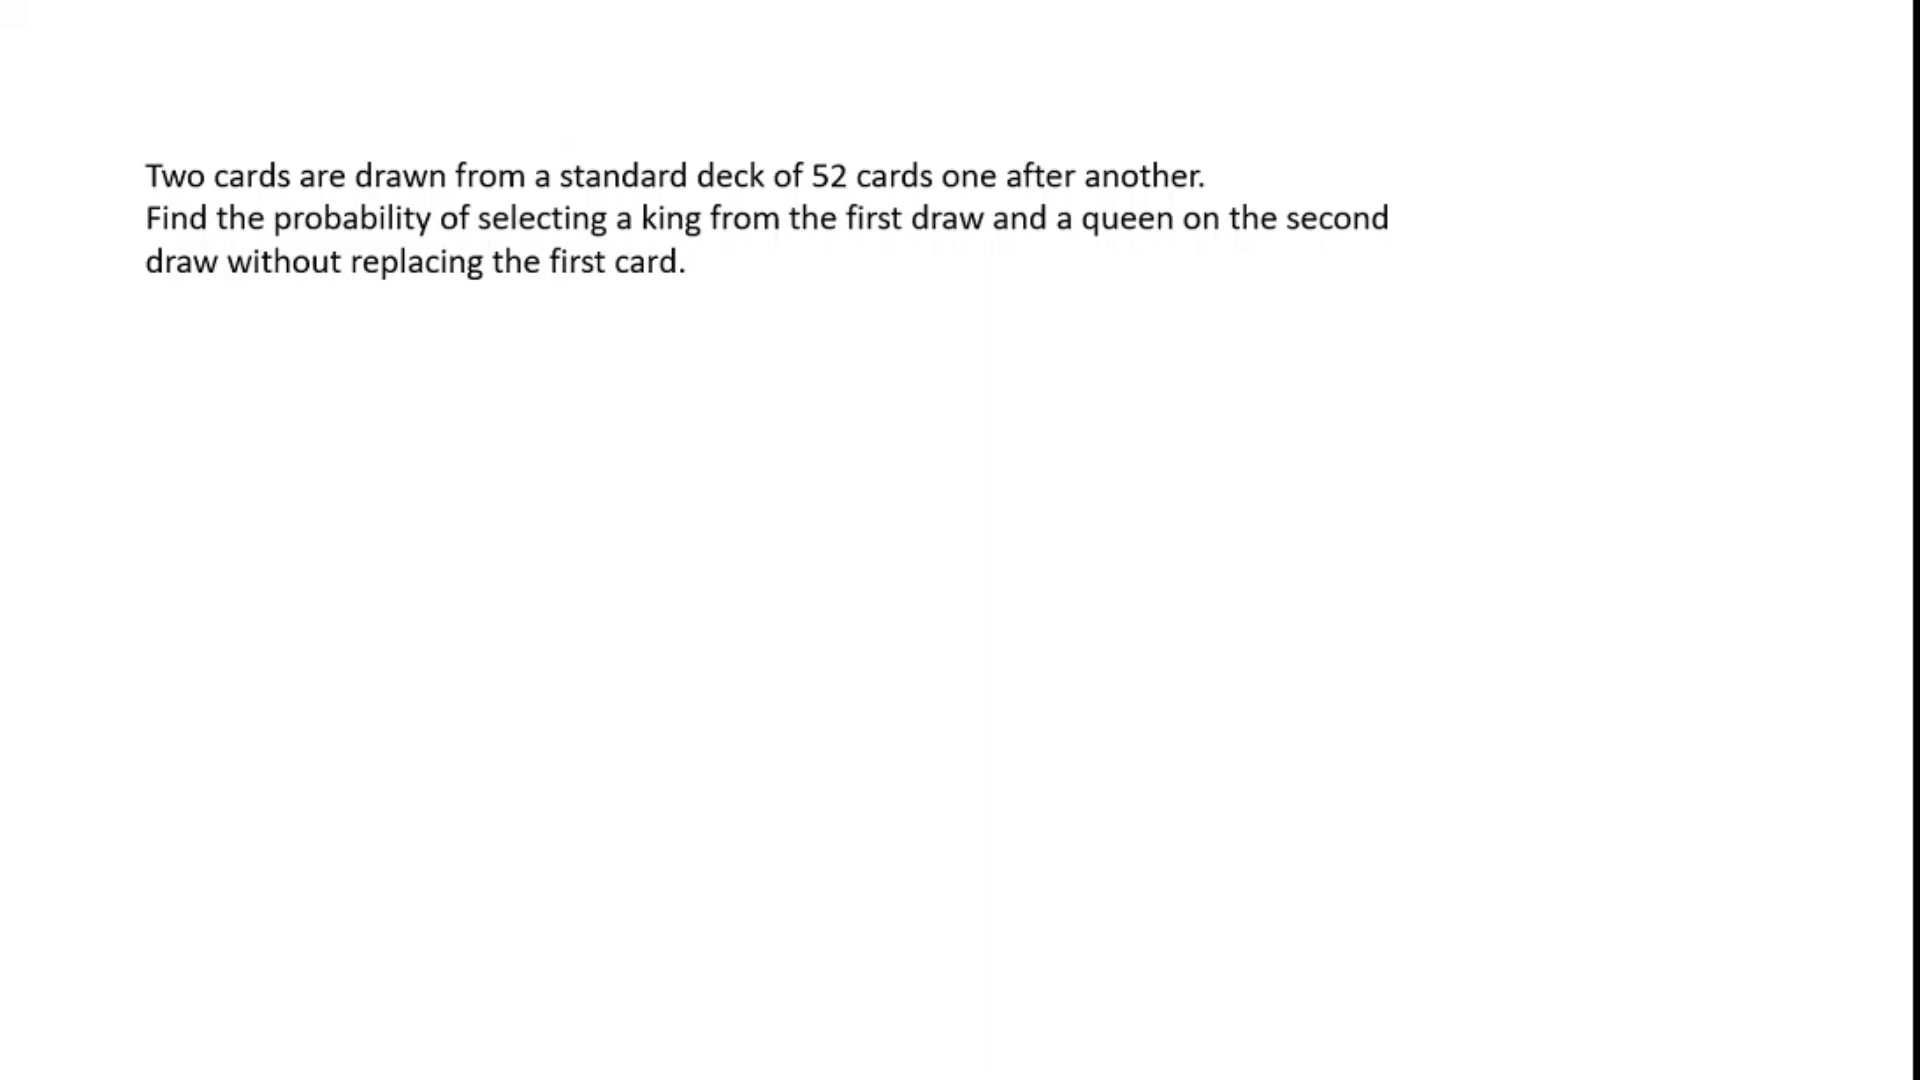 Two cards are drawn from a standard deck of 52 cards one after another.
Find the probability of selecting a king from the first draw and a queen on the second
draw without replacing the first card.